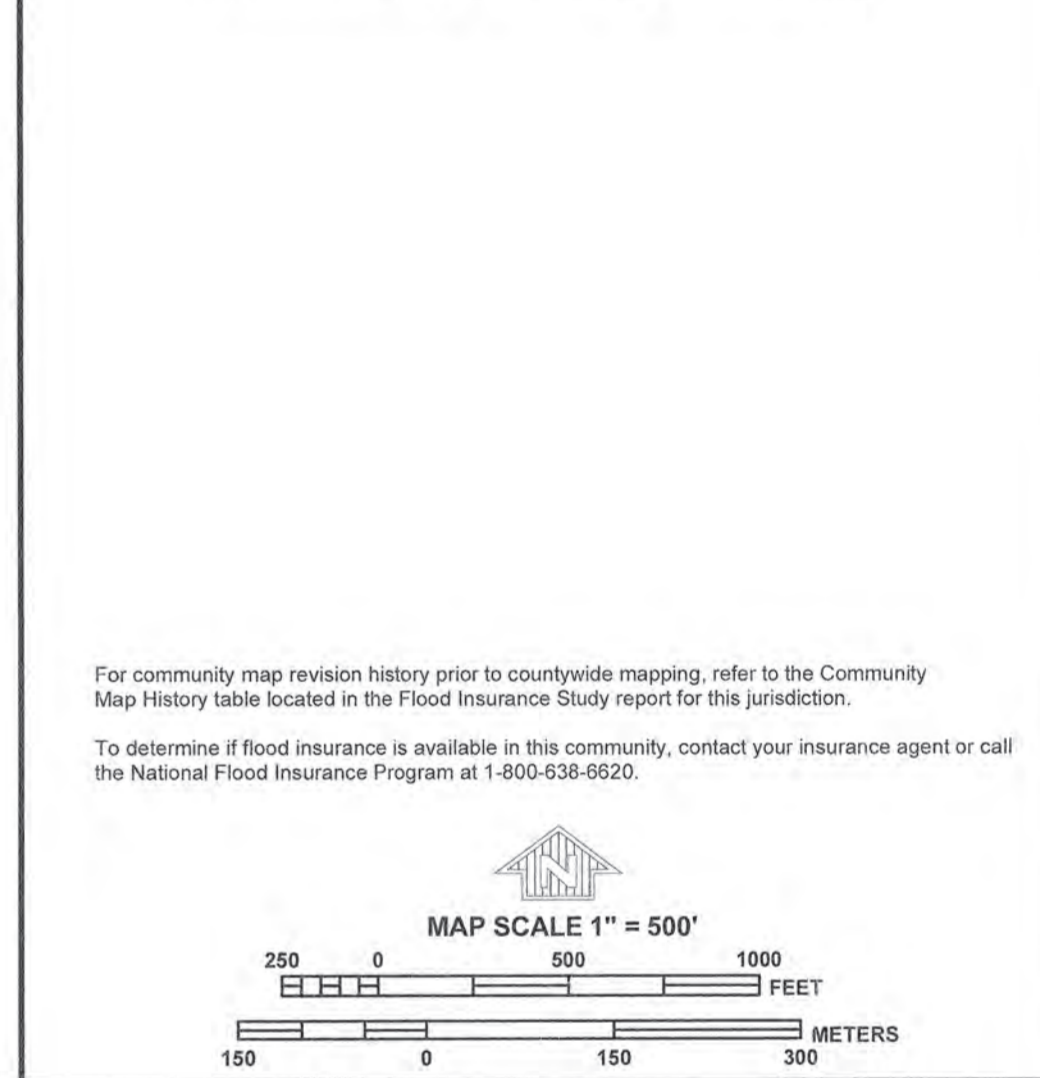 For community map revision history prior to countywide mapping, refer to the Community
Map History table located in the Flood Insurance Study report for this jurisdiction.
To determine if flood insurance is available in this community, contact your insurance agent or call
the National Flood Insurance Program at 1-800-638-6620.
N
MAP SCALE 1" = 500'
250 0 500 1000
FEET
METERS
150 0 150 300